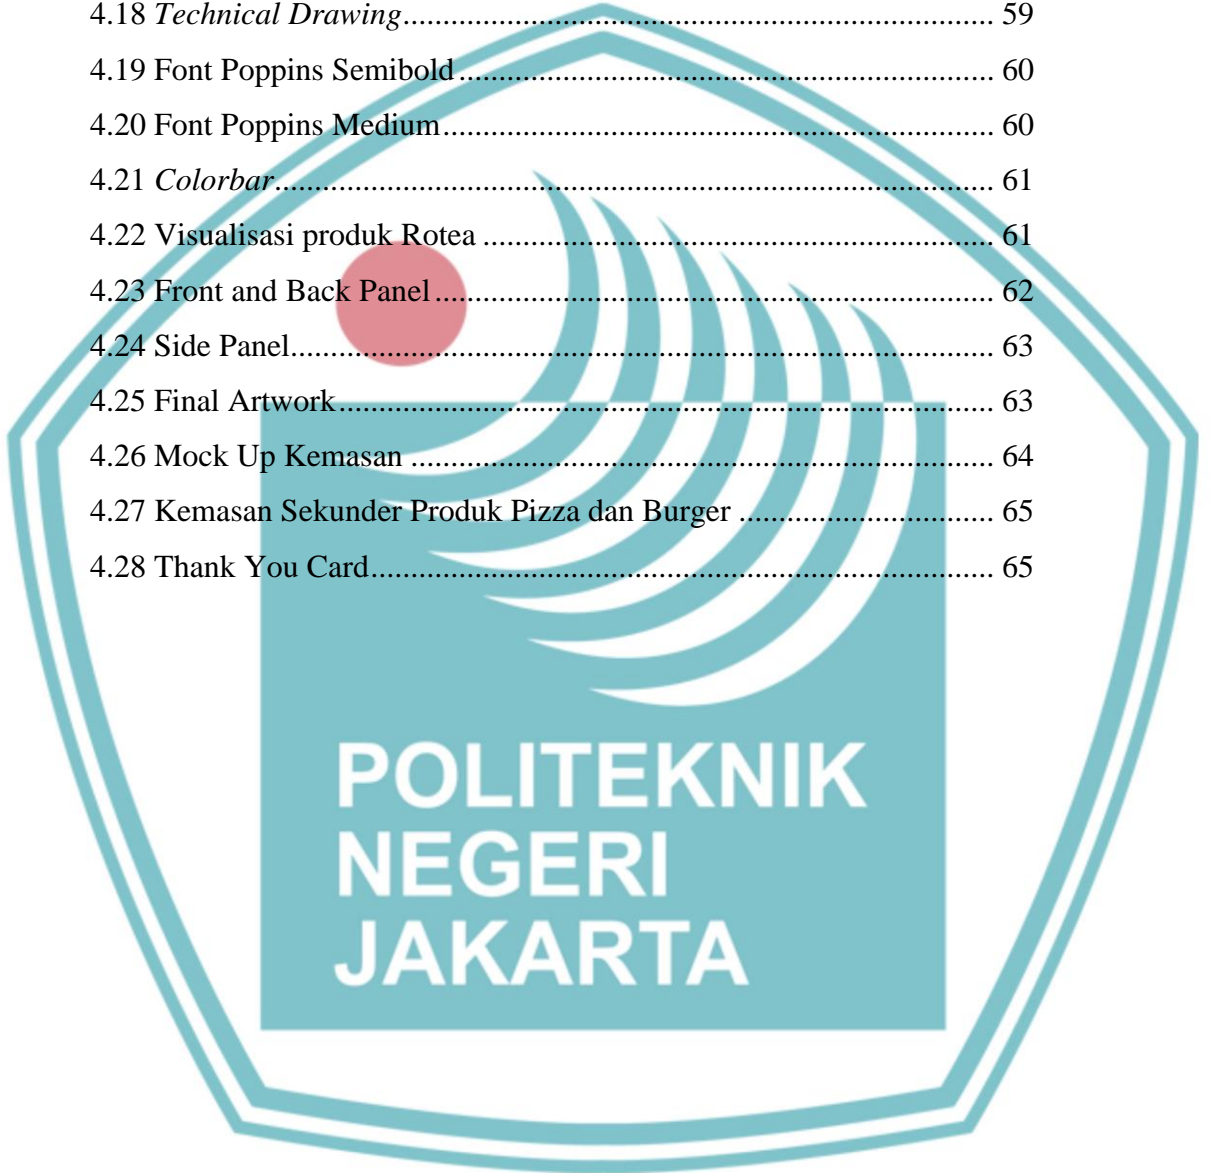 4.18 Technical Drawing.......................................................................... 59
4.19 Font Poppins Semibold................................................................... 60
4.20 Font Poppins Medium..................................................................... 60
4.21 Colorbar.......................................................................................... 61
4.22 Visualisasi produk Rotea ................................................................ 61
4.23 Front and Back Panel...................................................................... 62
4.24 Side Panel........................................................................................ 63
4.25 Final Artwork.................................................................................. 63
4.26 Mock Up Kemasan ......................................................................... 64
4.27 Kemasan Sekunder Produk Pizza dan Burger ................................ 65
4.28 Thank You Card.............................................................................. 65
POLITEKNIK
NEGERI
JAKARTA